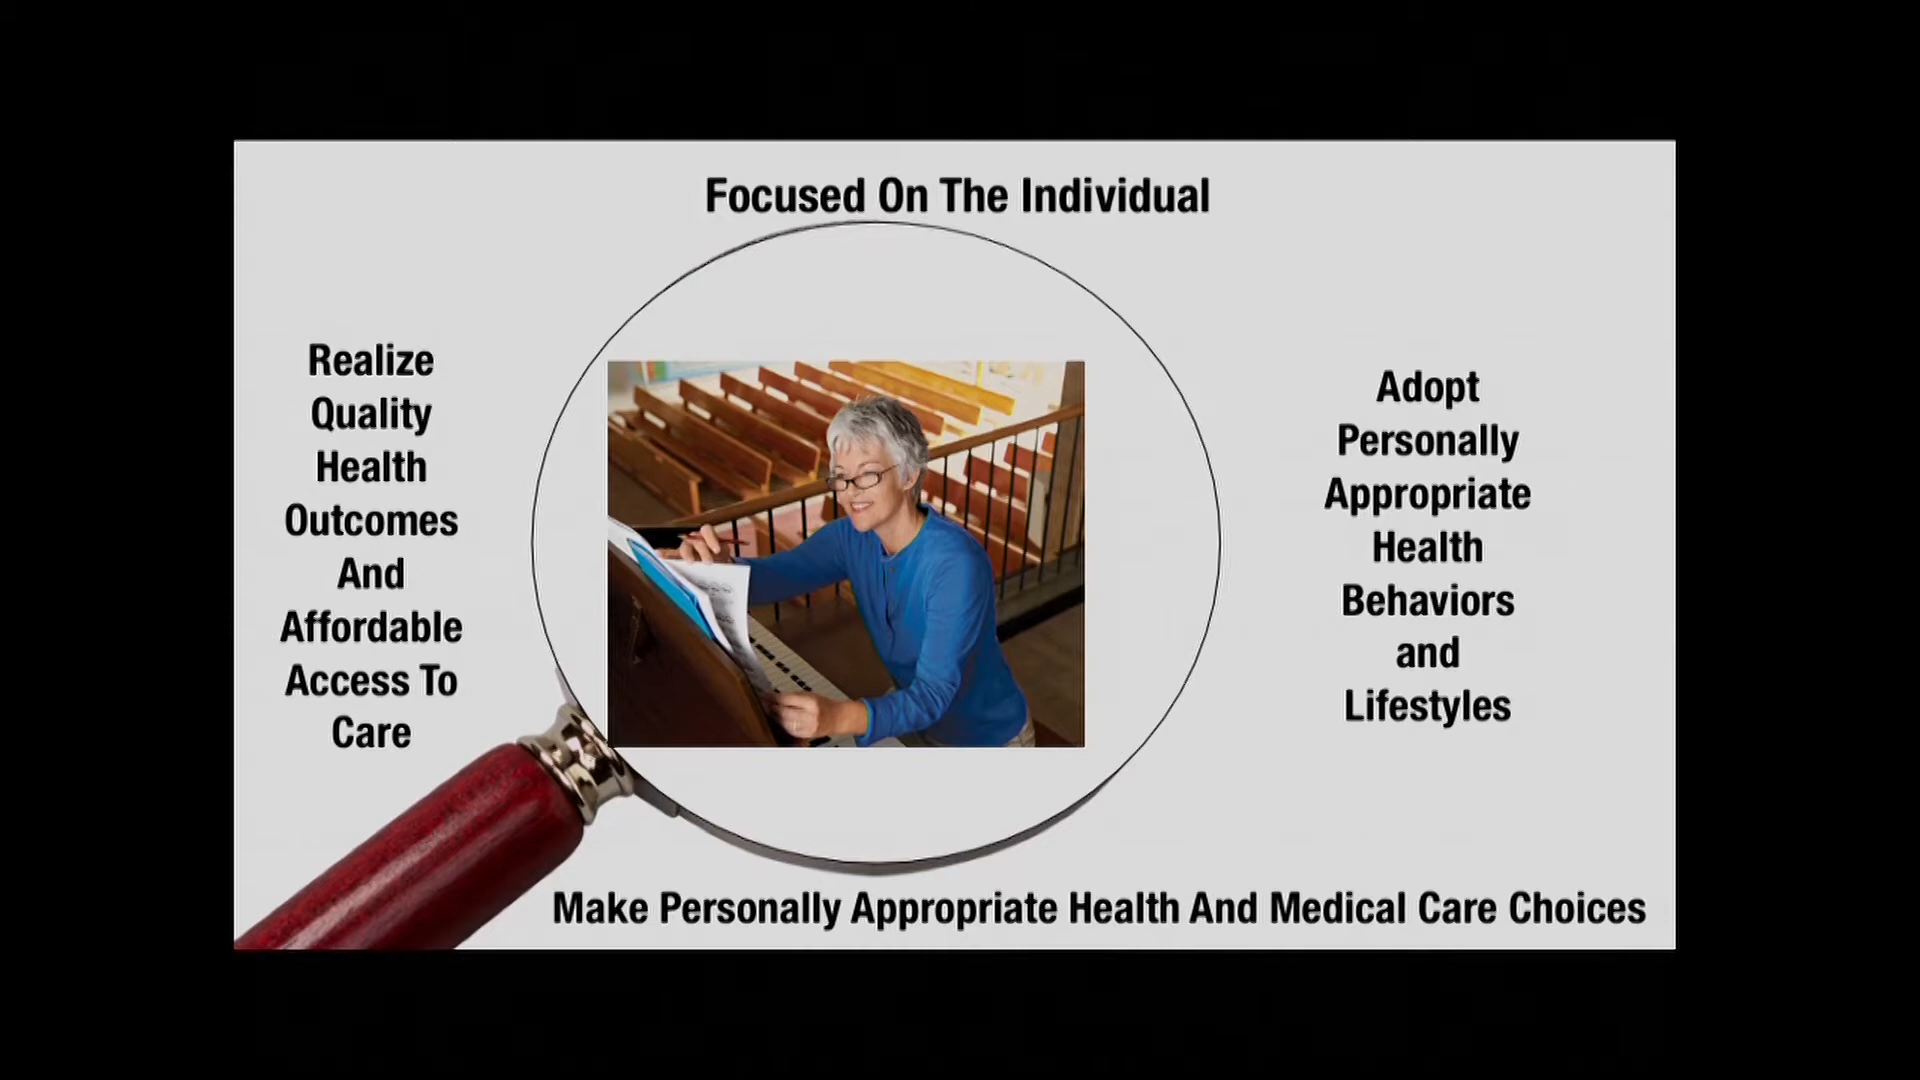 Focused On The Individual
Realize
Quality
Health
Outcomes
And
Affordable
Access To
Care
Adopt
Personally
Appropriate
Health
Behaviors
and
Lifestyles
Make Personally Appropriate Health And Medical Care Choices